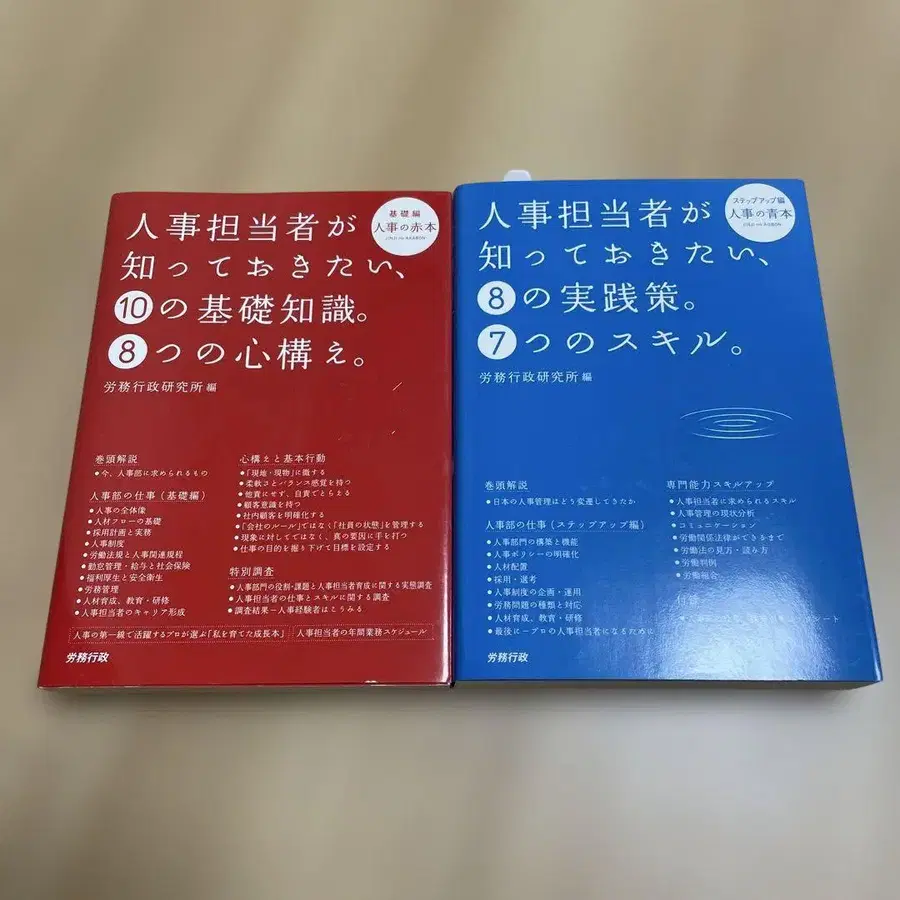 人事担当者が
知っておきたい、
10の基礎知識。
8つの心構え。
労務行政研究所 編
基礎編
人事の赤本
JINJI no AKABON
巻頭解説
●今、人事部に求められるもの
人事部の仕事(基礎編)
●人事の全体像
●人材フローの基礎
●採用計画と実務
●人事制度
●労働法規と人事関連規程
●勤怠管理・給与と社会保険
●福利厚生と安全衛生
●労務管理
●人材育成、教育・研修
●人事担当者のキャリア形成
心構えと基本行動
●「現地・現物」に徹する
●柔軟さとバランス感覚を持つ
●他責にせず、自責でとらえる
●顧客意識を持つ
●社内顧客を明確化する
●「会社のルール」ではなく「社員の状態」を管理する
●現象に対してではなく、真の要因に手を打つ
●仕事の目的を掘り下げて目標を設定する
特別調査
●人事部門の役割・課題と人事担当者育成に関する実態調査
●人事担当者の仕事とスキルに関する調査
●調査結果－人事経験者はこうみる
人事の第一線で活躍するプロが選ぶ「私を育てた成長本」
人事担当者の年間業務スケジュール
労務行政
人事担当者が
知っておきたい、
8の実践策。
7つのスキル。
労務行政研究所 編
ステップアップ編
人事の青本
JINJI no AOBON
巻頭解説
●日本の人事管理はどう変遷してきたか
人事部の仕事(ステップアップ編)
●人事部門の構築と機能
●人事ポリシーの明確化
●人材配置
●採用・選考
●人事制度の企画・運用
●労務問題の種類と対応
●人材育成、教育・研修
●最後に－プロの人事担当者になるために
専門能力スキルアップ
●人事担当者に求められるスキル
●人事管理の現状分析
●コミュニケーション
●労働関係法律ができるまで
●労働法の見方・読み方
●労働判例
●労働組合
付録
労務行政